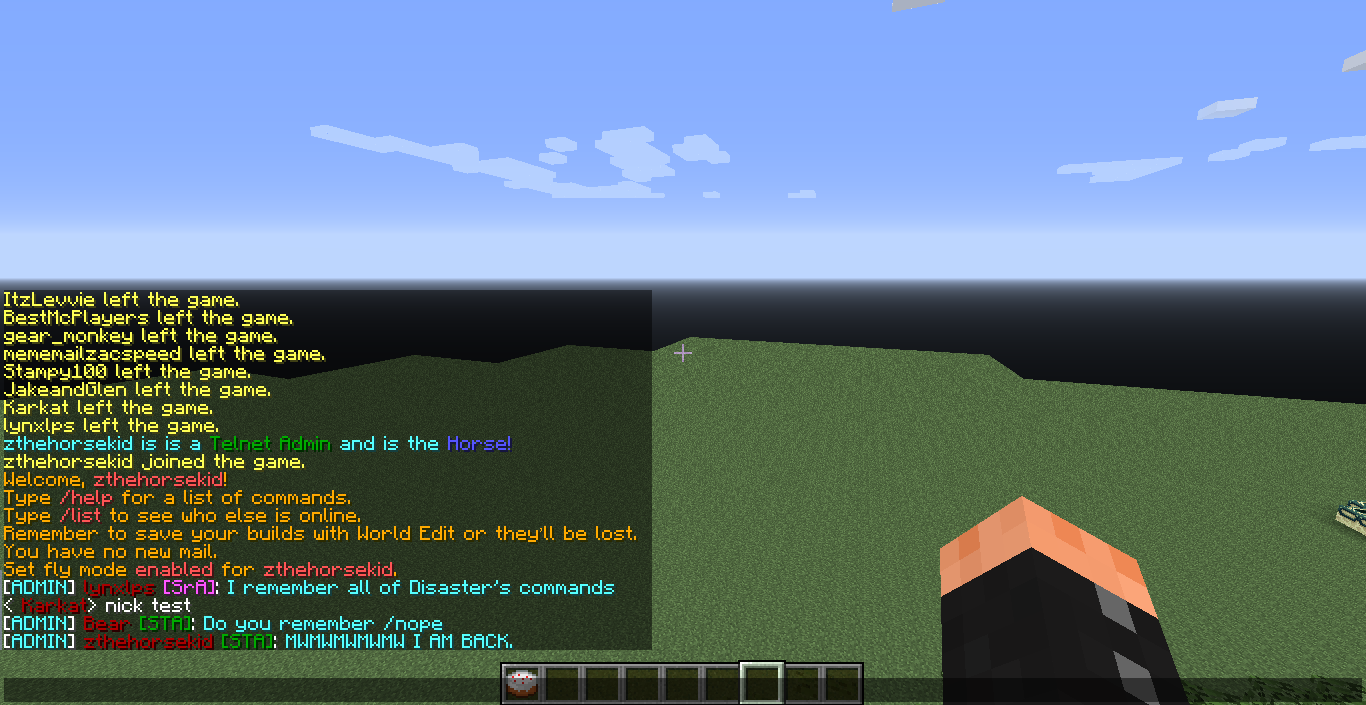 ItzLevvie left the game.
BestMcPlayers left the game.
gear_monkey left the game.
mememailzacspeed left the game.
Stampy100 left the game.
JakeandGlen left the game.
Karkat left the game.
lynxlps left the game.
zthehorsekid is is a Telnet Admin and is the Horse!
zthehorsekid joined the game.
Welcome, zthehorsekid!
Type /help for a list of commands.
Type /list to see who else is online.
Remember to save your builds with World Edit or they'll be lost.
You have no new mail.
Set fly mode enabled for zthehorsekid.
[ADMIN] lynxlps [SrA]: I remember all of Disaster's commands
< Karkat> nick test
[ADMIN] Bear [STA]: Do you remember /nope
[ADMIN] zthehorsekid [STA]: MWMWMWMWMW I AM BACK.